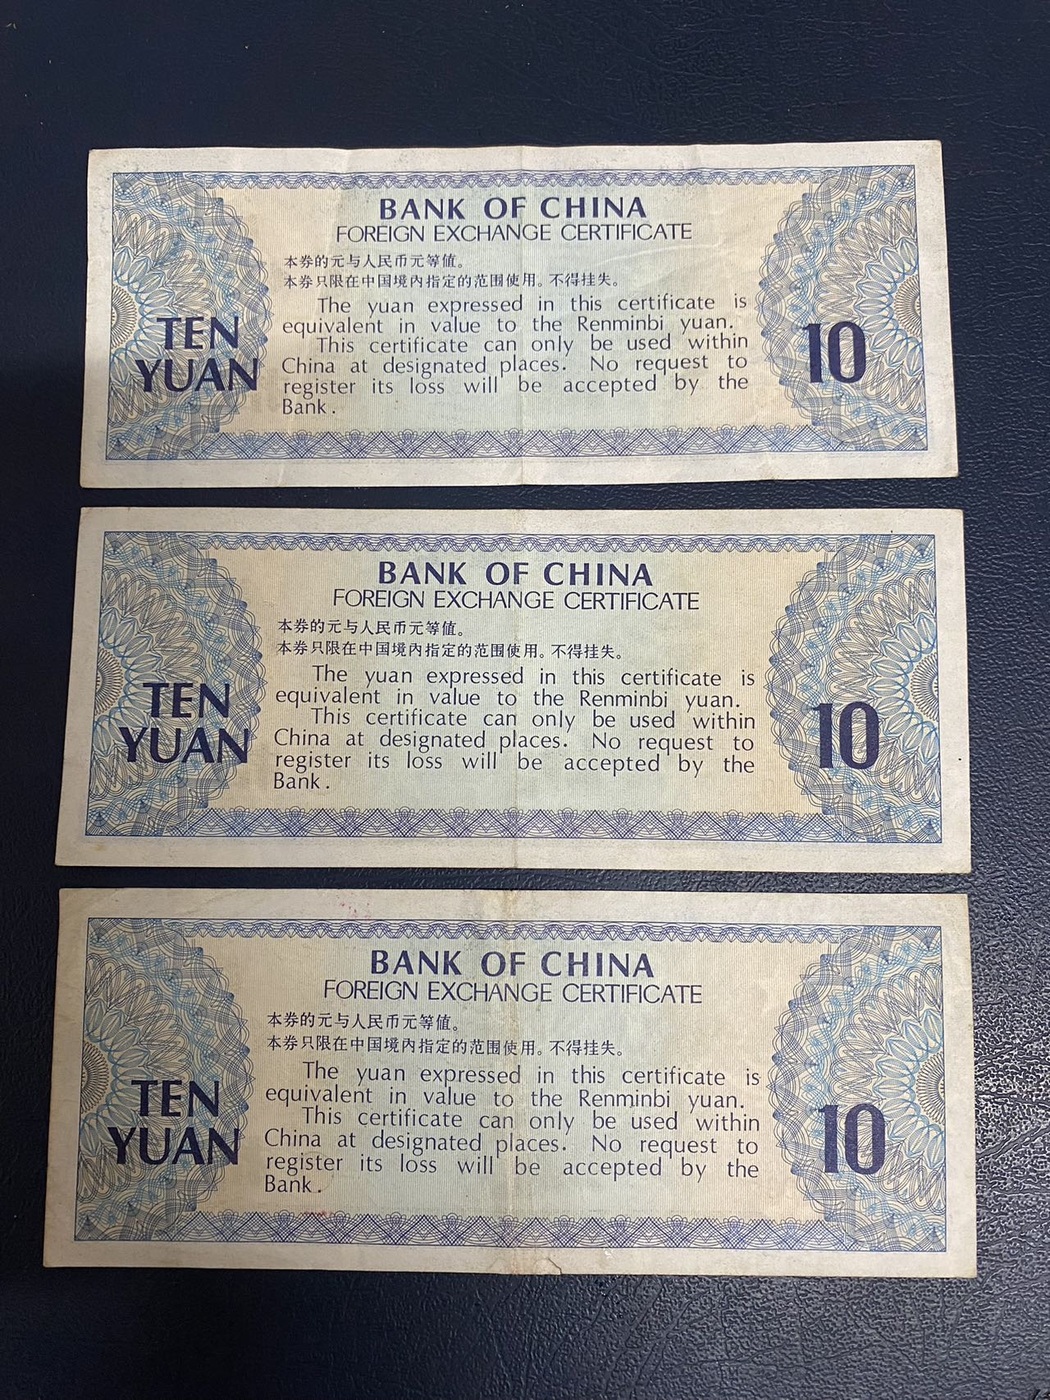 BANK OF CHINA
FOREIGN EXCHANGE CERTIFICATE
本券的元与人民币元等值。
本券只限在中国境内指定的范围使用。不得挂失。
The yuan expressed in this certificate is
equivalent in value to the Renminbi yuan.
This certificate can only be used within
China at designated places. No request to
register its loss will be accepted by the
Bank.
TEN
YUAN
10
BANK OF CHINA
FOREIGN EXCHANGE CERTIFICATE
本券的元与人民币元等值。
本券只限在中国境内指定的范围使用。不得挂失。
The yuan expressed in this certificate is
equivalent in value to the Renminbi yuan.
This certificate can only be used within
China at designated places. No request to
register its loss will be accepted by the
Bank.
TEN
YUAN
10
BANK OF CHINA
FOREIGN EXCHANGE CERTIFICATE
本券的元与人民币元等值。
本券只限在中国境内指定的范围使用。不得挂失。
The yuan expressed in this certificate is
equivalent in value to the Renminbi yuan.
This certificate can only be used within
China at designated places. No request to
register its loss will be accepted by the
Bank.
TEN
YUAN
10